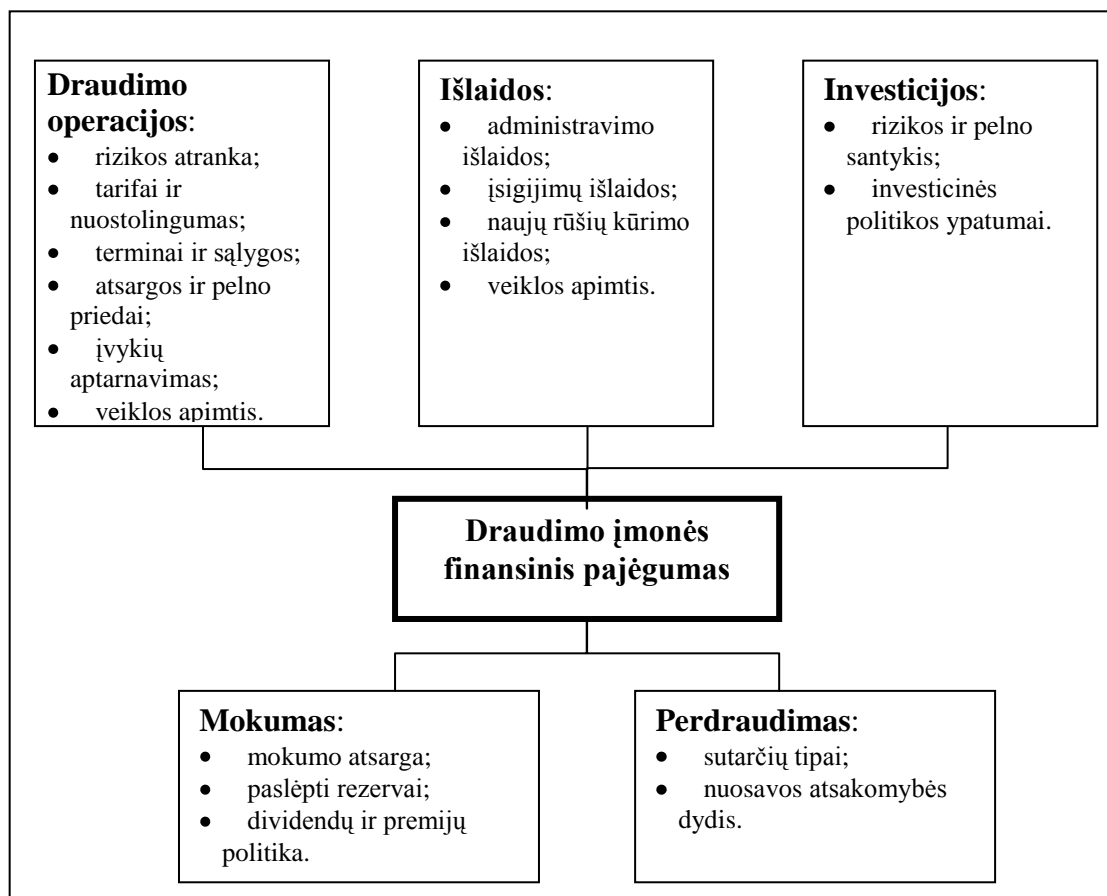 Draudimo
operacijos:
• rizikos atranka;
• tarifai ir
nuostolingumas;
• terminai ir sąlygos;
• atsargos ir pelno
priedai;
• įvykių
aptarnavimas;
• veiklos apimtis.
Išlaidos:
• administravimo
išlaidos;
• įsigijimų išlaidos;
• naujų rūšių kūrimo
išlaidos;
• veiklos apimtis.
Investicijos:
• rizikos ir pelno
santykis;
• investicinės
politikos ypatumai.
Draudimo įmonės
finansinis pajėgumas
Mokumas:
• mokumo atsarga;
• paslėpti rezervai;
• dividendų ir premijų
politika.
Perdraudimas:
• sutarčių tipai;
• nuosavos atsakomybės
dydis.